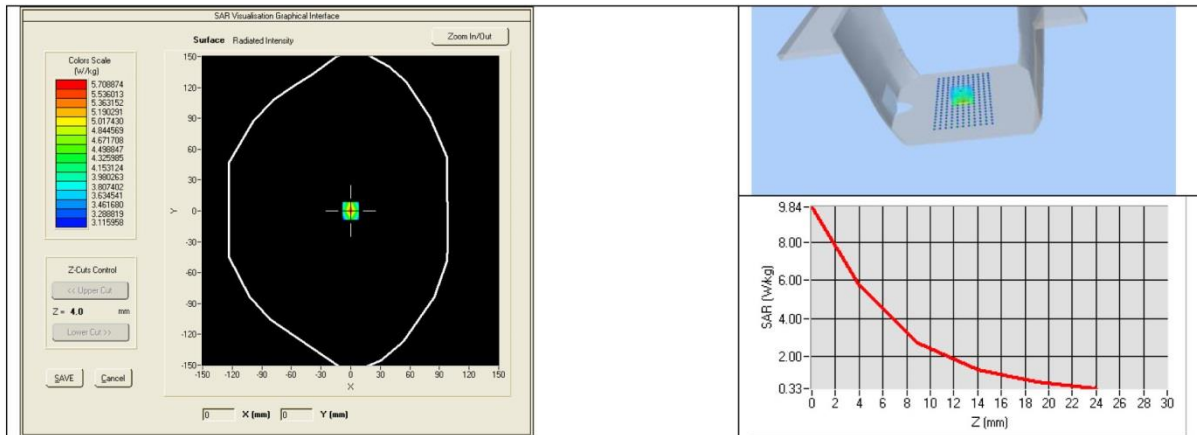 SAR Visualisation Graphical Interface
Surface Radiated Intensity
Zoom In/Out
Colors Scale
(W/kg)
5.708874
5.536013
5.363152
5.190291
5.017430
4.844569
4.671708
4.498847
4.325985
4.153124
3.980263
3.807402
3.634541
3.461680
3.288819
3.115958
Z-Cuts Control
<< Upper Cut
Z = 4.0 mm
Lower Cut >>
SAVE Cancel
150
120
90
60
30
0
-30
-60
-90
-120
-150
Y
-150 -120 -90 -60 -30 0 30 60 90 120 150
X
0 X (mm) 0 Y (mm)
9.84
8.00
6.00
4.00
2.00
0.33
SAR (W/kg)
0 2 4 6 8 10 12 14 16 18 20 22 24 26 28 30
Z (mm)